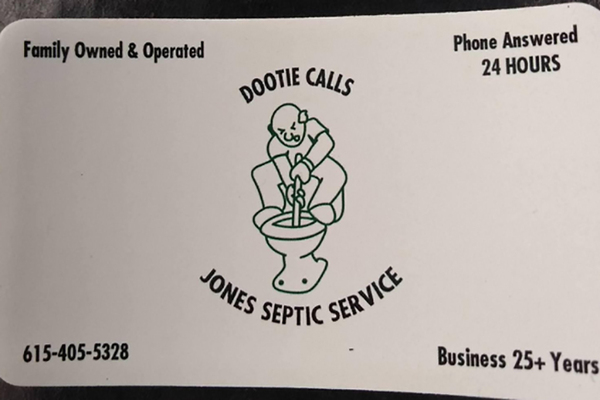 Family Owned & Operated
Phone Answered
24 HOURS
DOOTIE CALLS
JONES SEPTIC SERVICE
615-405-5328
Business 25+ Years